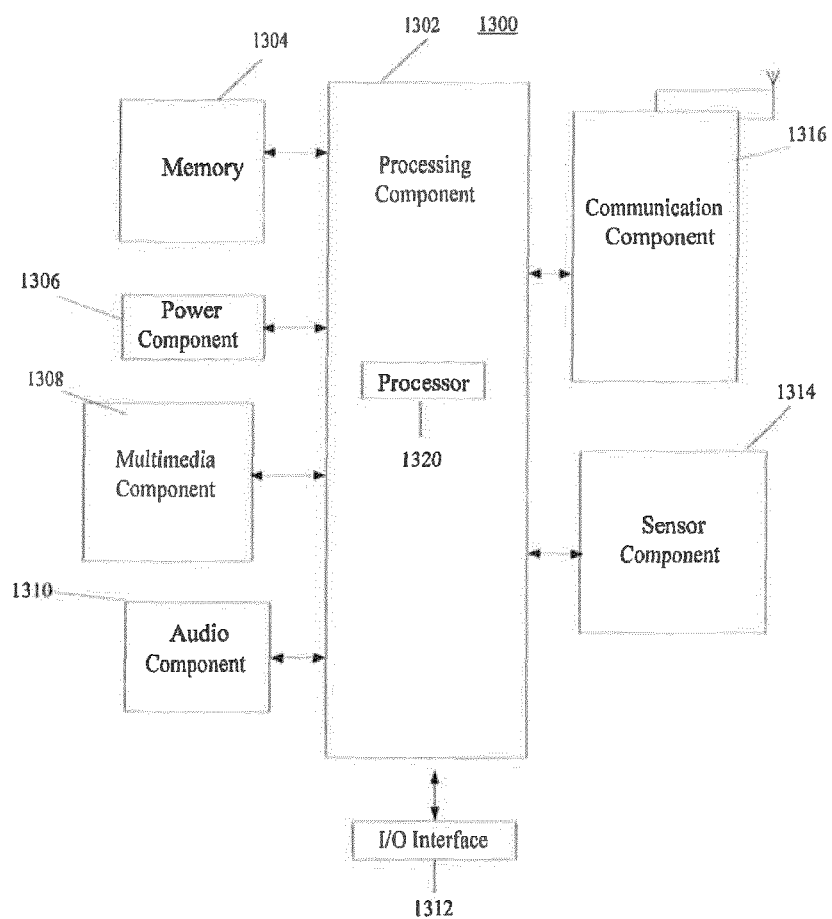 1302
1300
1304
1316
Memory
Processing
Component
Communication
Component
1306
Power
Component
1308
Processor
1320
1314
Multimedia
Component
Sensor
Component
1310
Audio
Component
I/O Interface
1312